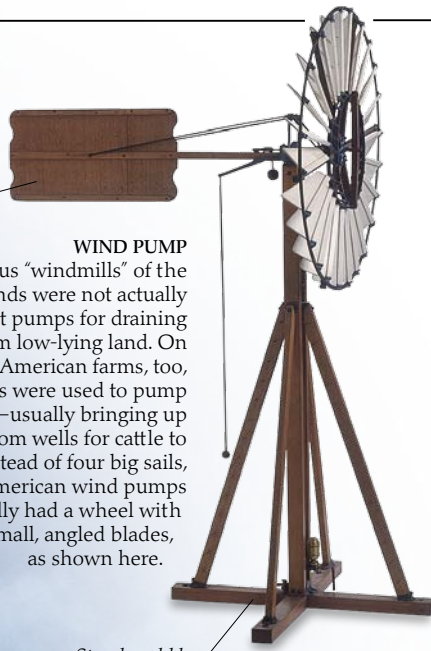 WIND PUMP
us “windmills” of the
nds were not actually
t pumps for draining
m low-lying land. On
American farms, too,
s were used to pump
—usually bringing up
om wells for cattle to
tead of four big sails,
merican wind pumps
lly had a wheel with
mall, angled blades,
as shown here.